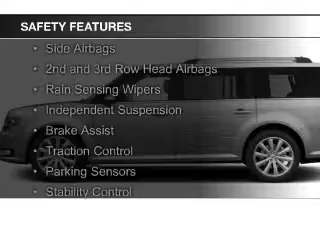 SAFETY FEATURES
• Side Airbags
• 2nd and 3rd Row Head Airbags
• Rain Sensing Wipers
• Independent Suspension
• Brake Assist
• Traction Control
• Parking Sensors
• Stability Control